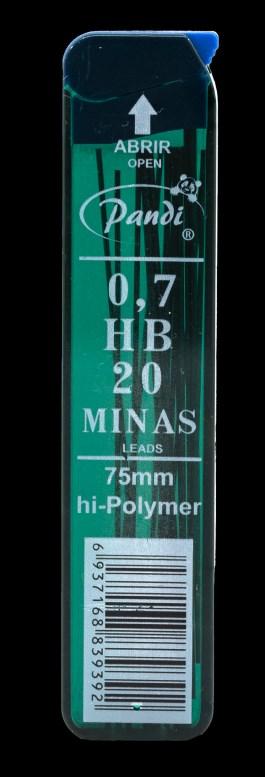 ABRIR
OPEN
Pandi®
0,7
HB
20
MINAS
LEADS
75mm
hi-Polymer
6937168839392